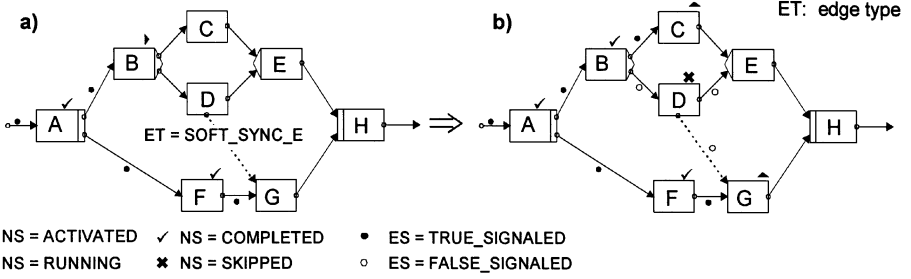 a)
b)
ET: edge type
C
C
B
E
B
E
D
D
A
ET = SOFT_SYNC_E
H
A
H
F
G
F
G
NS = ACTIVATED ✓ NS = COMPLETED ● ES = TRUE_SIGNALED
NS = RUNNING ✖ NS = SKIPPED ○ ES = FALSE_SIGNALED